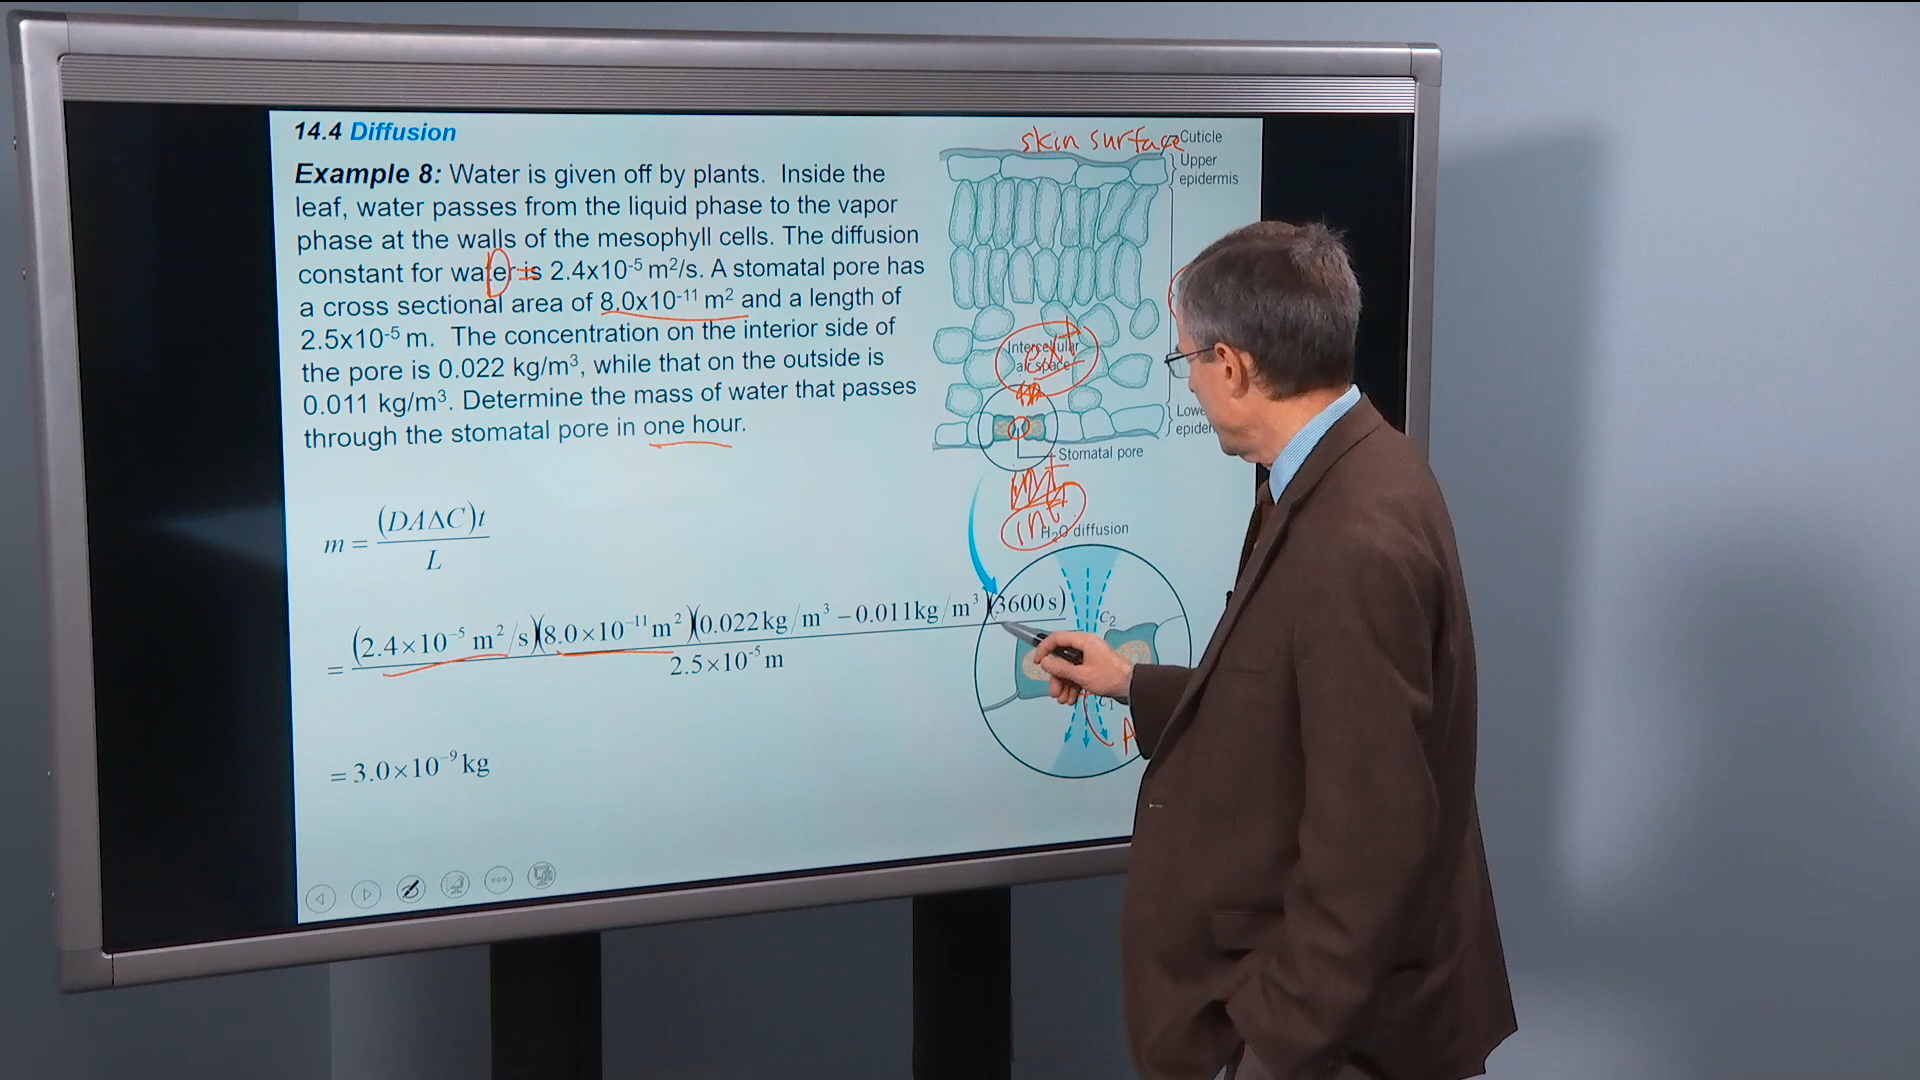 14.4 Diffusion
Example 8: Water is given off by plants. Inside the
leaf, water passes from the liquid phase to the vapor
phase at the walls of the mesophyll cells. The diffusion
constant for water is 2.4x10⁻⁵ m²/s. A stomatal pore has
a cross sectional area of 8.0x10⁻¹¹ m² and a length of
2.5x10⁻⁵ m. The concentration on the interior side of
the pore is 0.022 kg/m³, while that on the outside is
0.011 kg/m³. Determine the mass of water that passes
through the stomatal pore in one hour.
m = (DAΔC)t
L
= (2.4×10⁻⁵ m²/s)(8.0×10⁻¹¹ m²)(0.022 kg/m³ − 0.011 kg/m³)(3600 s)
2.5×10⁻⁵ m
= 3.0×10⁻⁹ kg
skin surface
Cuticle
Upper
epidermis
Intercellular
air space
ext
Lowe
epider
Stomatal pore
int
H₂O diffusion
C₂
C₁
A